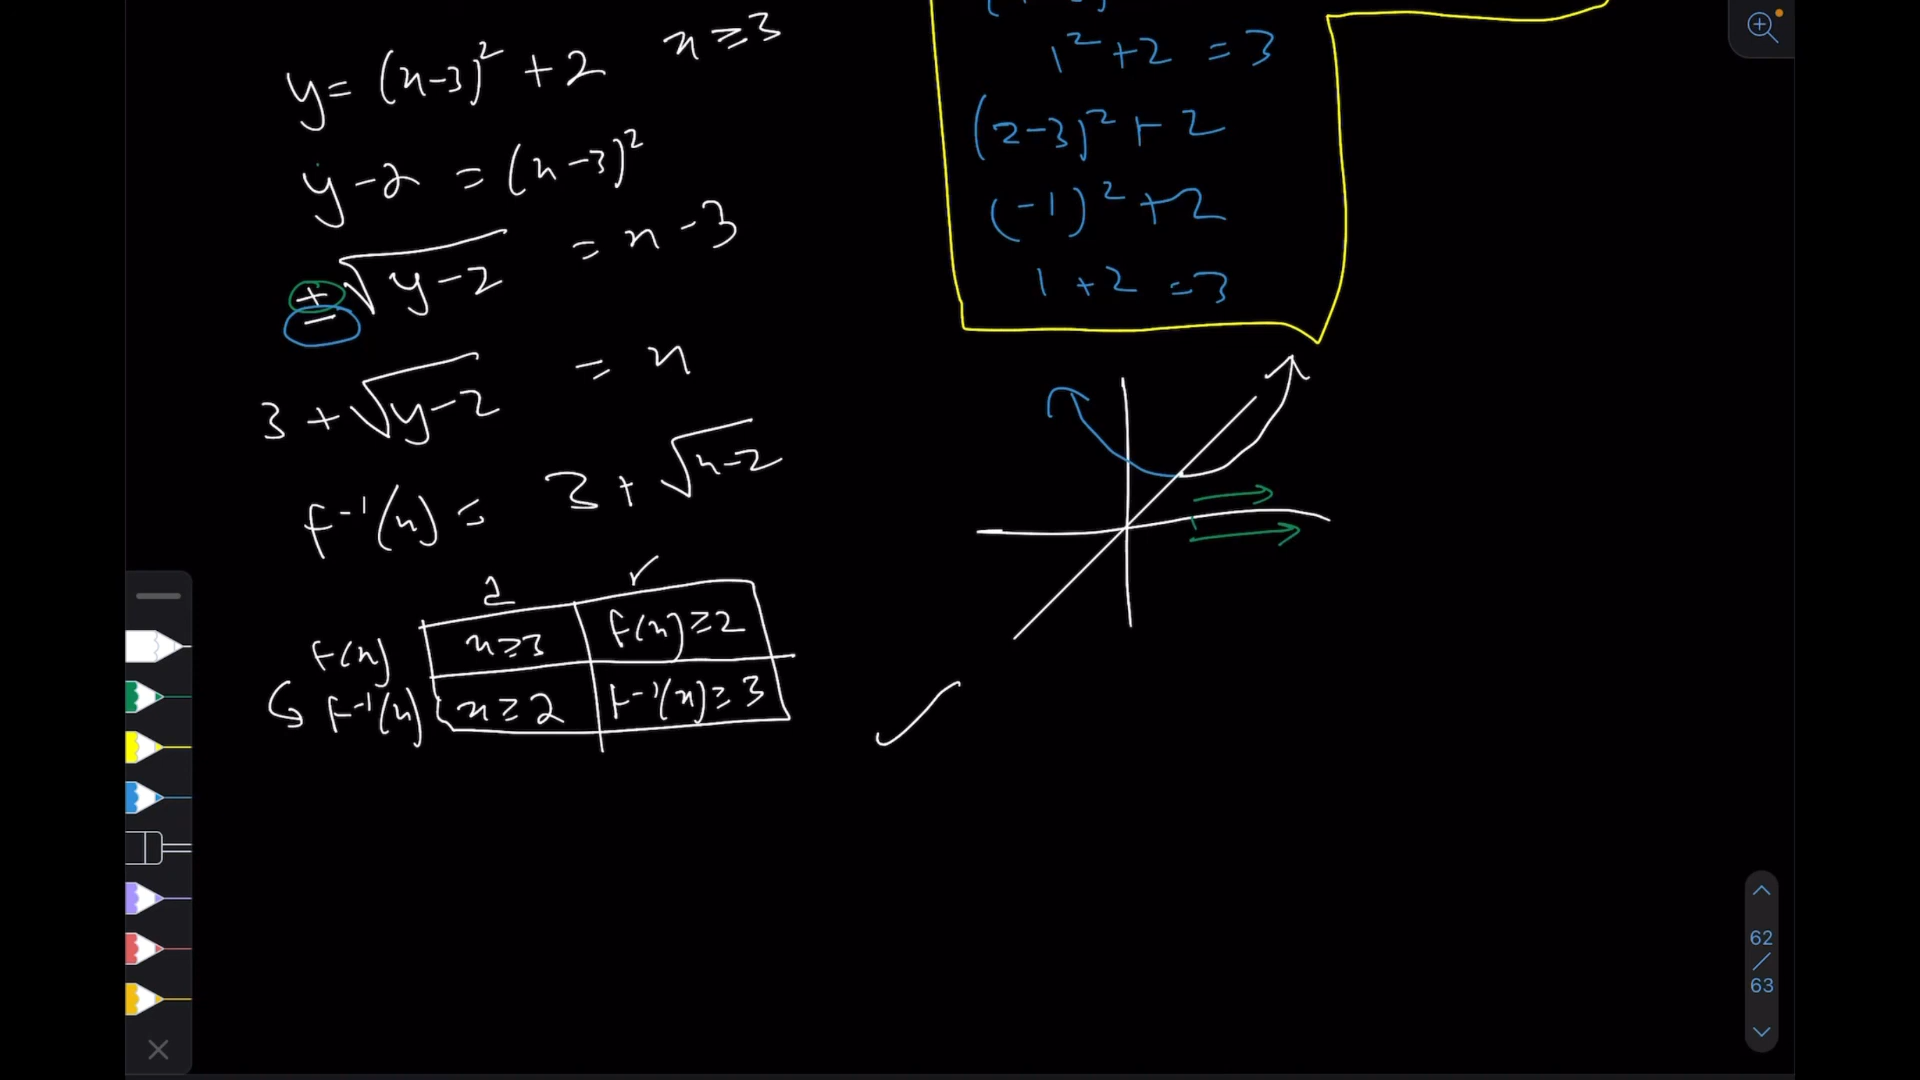 y = (x-3)² + 2   x ≥ 3
y - 2 = (x-3)²
± √(y-2) = x - 3
3 + √(y-2) = x
f⁻¹(x) = 3 + √(x-2)
d r
f(x) x ≥ 3 f(x) ≥ 2
f⁻¹(x) x ≥ 2 f⁻¹(x) ≥ 3
1² + 2 = 3
(2-3)² + 2
(-1)² + 2
1 + 2 = 3
62
/
63